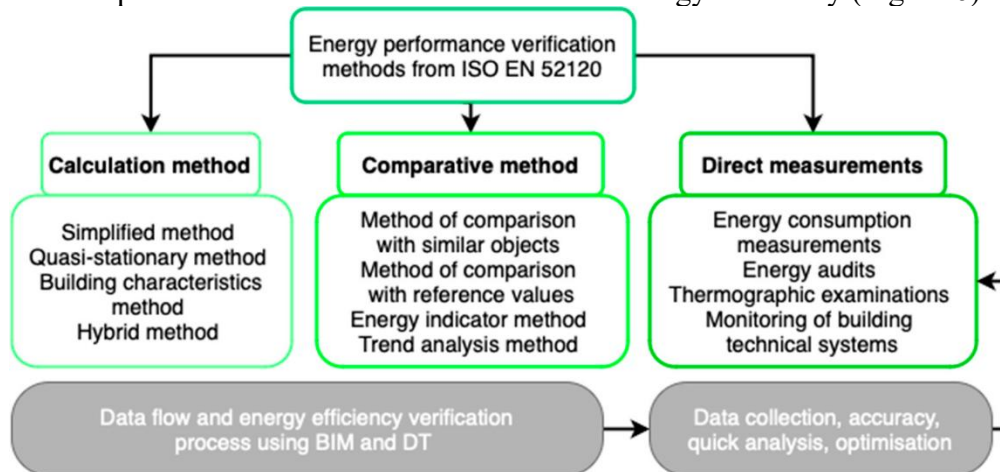 Energy performance verification
methods from ISO EN 52120
Calculation method
Simplified method
Quasi-stationary method
Building characteristics
method
Hybrid method
Comparative method
Method of comparison
with similar objects
Method of comparison
with reference values
Energy indicator method
Trend analysis method
Direct measurements
Energy consumption
measurements
Energy audits
Thermographic examinations
Monitoring of building
technical systems
Data flow and energy efficiency verification
process using BIM and DT
Data collection, accuracy,
quick analysis, optimisation